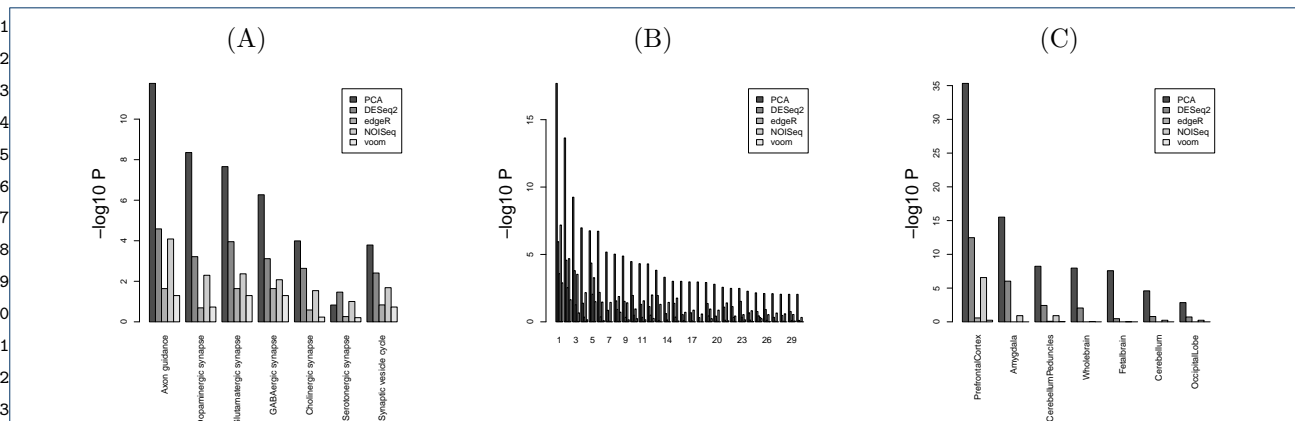 1
2
3
4
5
6
7
8
9
0
1
2
3
(A)
−log10 P
0
2
4
6
8
10
PCA
DESeq2
edgeR
NOISeq
voom
Axon guidance
Dopaminergic synapse
Glutamatergic synapse
GABAergic synapse
Cholinergic synapse
Serotonergic synapse
Synaptic vesicle cycle
(B)
−log10 P
0
5
10
15
PCA
DESeq2
edgeR
NOISeq
voom
1 3 5 7 9 11 14 17 20 23 26 29
(C)
−log10 P
0
5
10
15
20
25
30
35
PCA
DESeq2
edgeR
NOISeq
voom
PrefrontalCortex
Amygdala
CerebellumPeduncles
Wholebrain
Fetalbrain
Cerebellum
OccipitalLobe